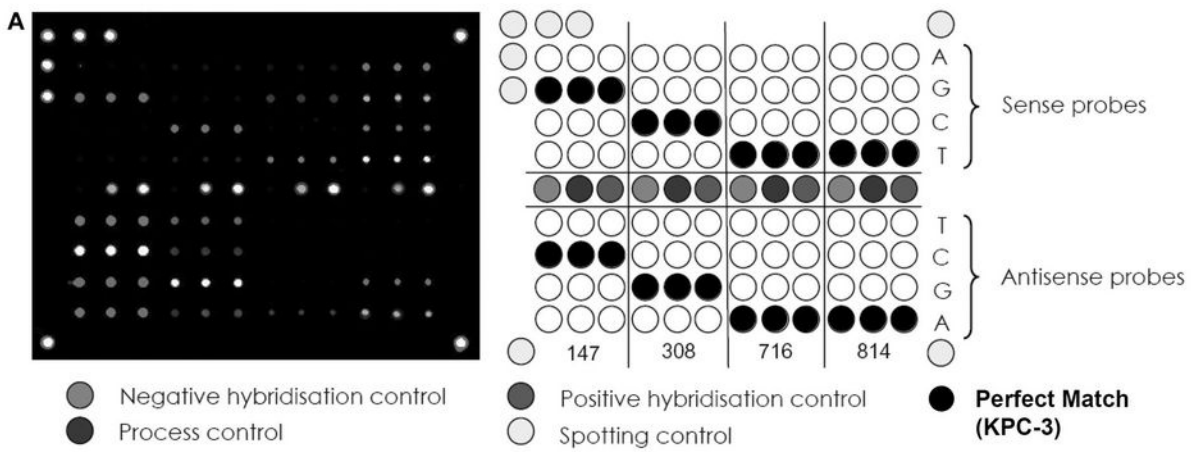 A
A
G
C
T
Sense probes
T
C
G
A
Antisense probes
147 308 716 814
Negative hybridisation control
Process control
Positive hybridisation control
Spotting control
Perfect Match
(KPC-3)